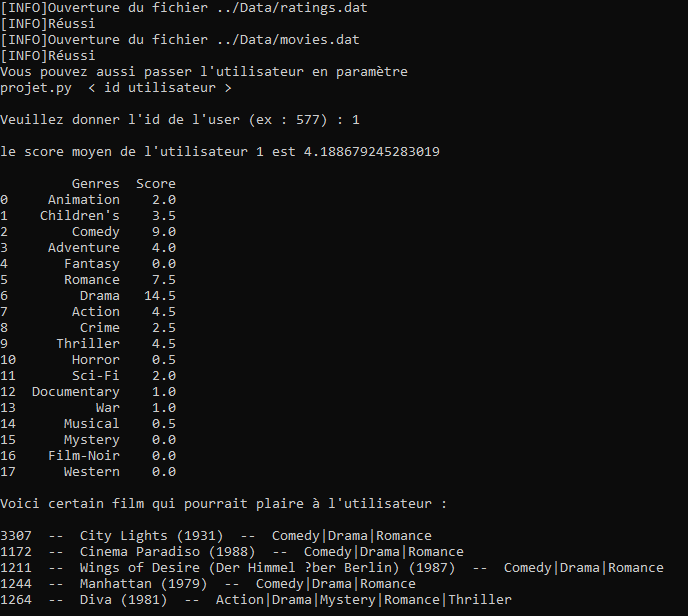 [INFO]Ouverture du fichier ../Data/ratings.dat
[INFO]Réussi
[INFO]Ouverture du fichier ../Data/movies.dat
[INFO]Réussi
Vous pouvez aussi passer l'utilisateur en paramètre
projet.py  < id utilisateur >
Veuillez donner l'id de l'user (ex : 577) : 1
le score moyen de l'utilisateur 1 est 4.188679245283019
Genres  Score
0     Animation    2.0
1    Children's    3.5
2        Comedy    9.0
3     Adventure    4.0
4       Fantasy    0.0
5       Romance    7.5
6         Drama   14.5
7        Action    4.5
8         Crime    2.5
9      Thriller    4.5
10       Horror    0.5
11       Sci-Fi    2.0
12  Documentary    1.0
13          War    1.0
14      Musical    0.5
15      Mystery    0.0
16    Film-Noir    0.0
17      Western    0.0
Voici certain film qui pourrait plaire à l'utilisateur :
3307  --  City Lights (1931)  --  Comedy|Drama|Romance
1172  --  Cinema Paradiso (1988)  --  Comedy|Drama|Romance
1211  --  Wings of Desire (Der Himmel ?ber Berlin) (1987)  --  Comedy|Drama|Romance
1244  --  Manhattan (1979)  --  Comedy|Drama|Romance
1264  --  Diva (1981)  --  Action|Drama|Mystery|Romance|Thriller